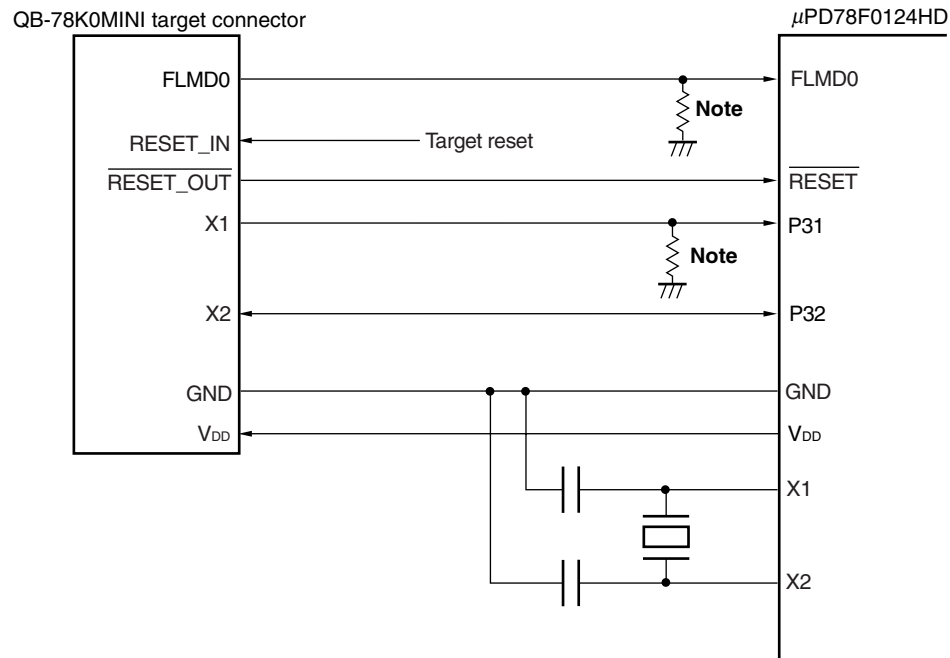 QB-78K0MINI target connector
μPD78F0124HD
FLMD0
FLMD0
Note
RESET_IN
Target reset
RESET_OUT
RESET
X1
P31
Note
X2
P32
GND
GND
VDD
VDD
X1
X2